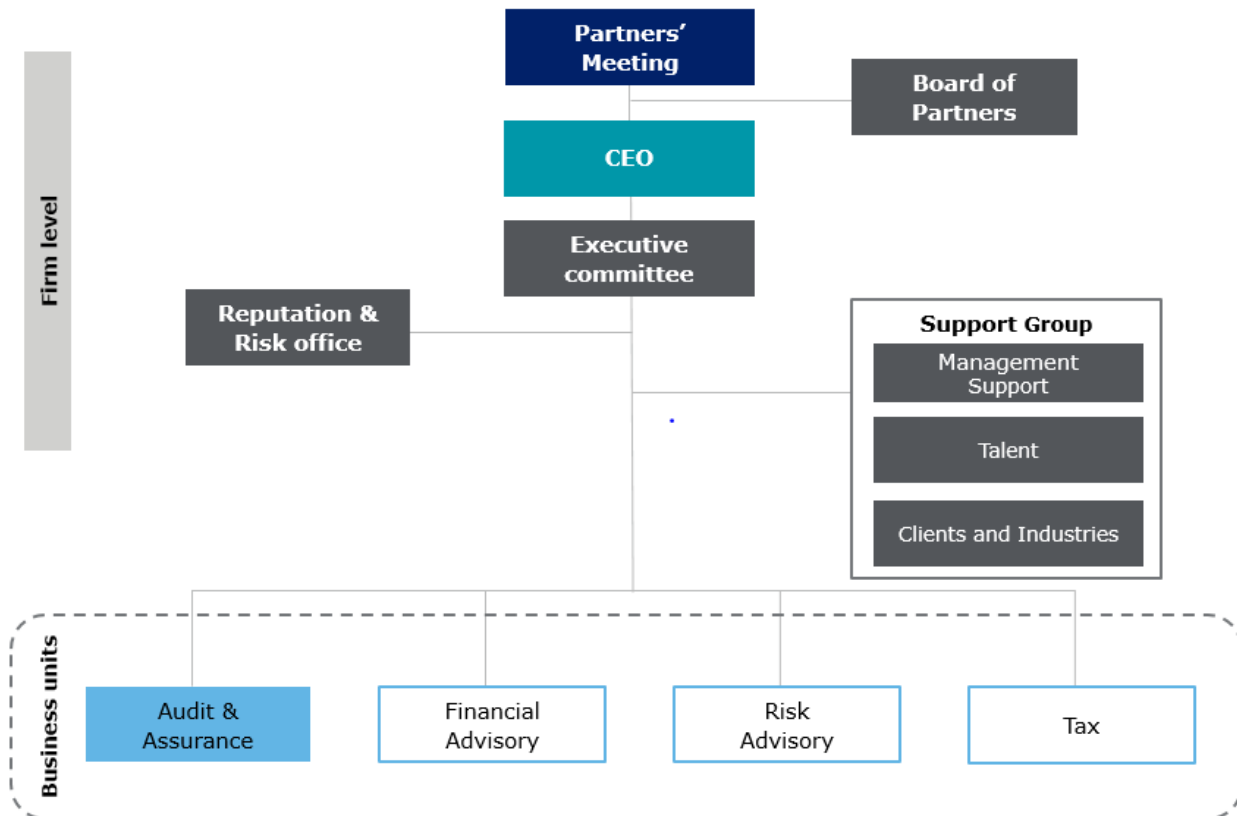 Partners’
Meeting
Board of
Partners
CEO
Executive
committee
Firm level
Reputation &
Risk office
Support Group
Management
Support
Talent
Clients and Industries
Business units
Audit &
Assurance
Financial
Advisory
Risk
Advisory
Tax